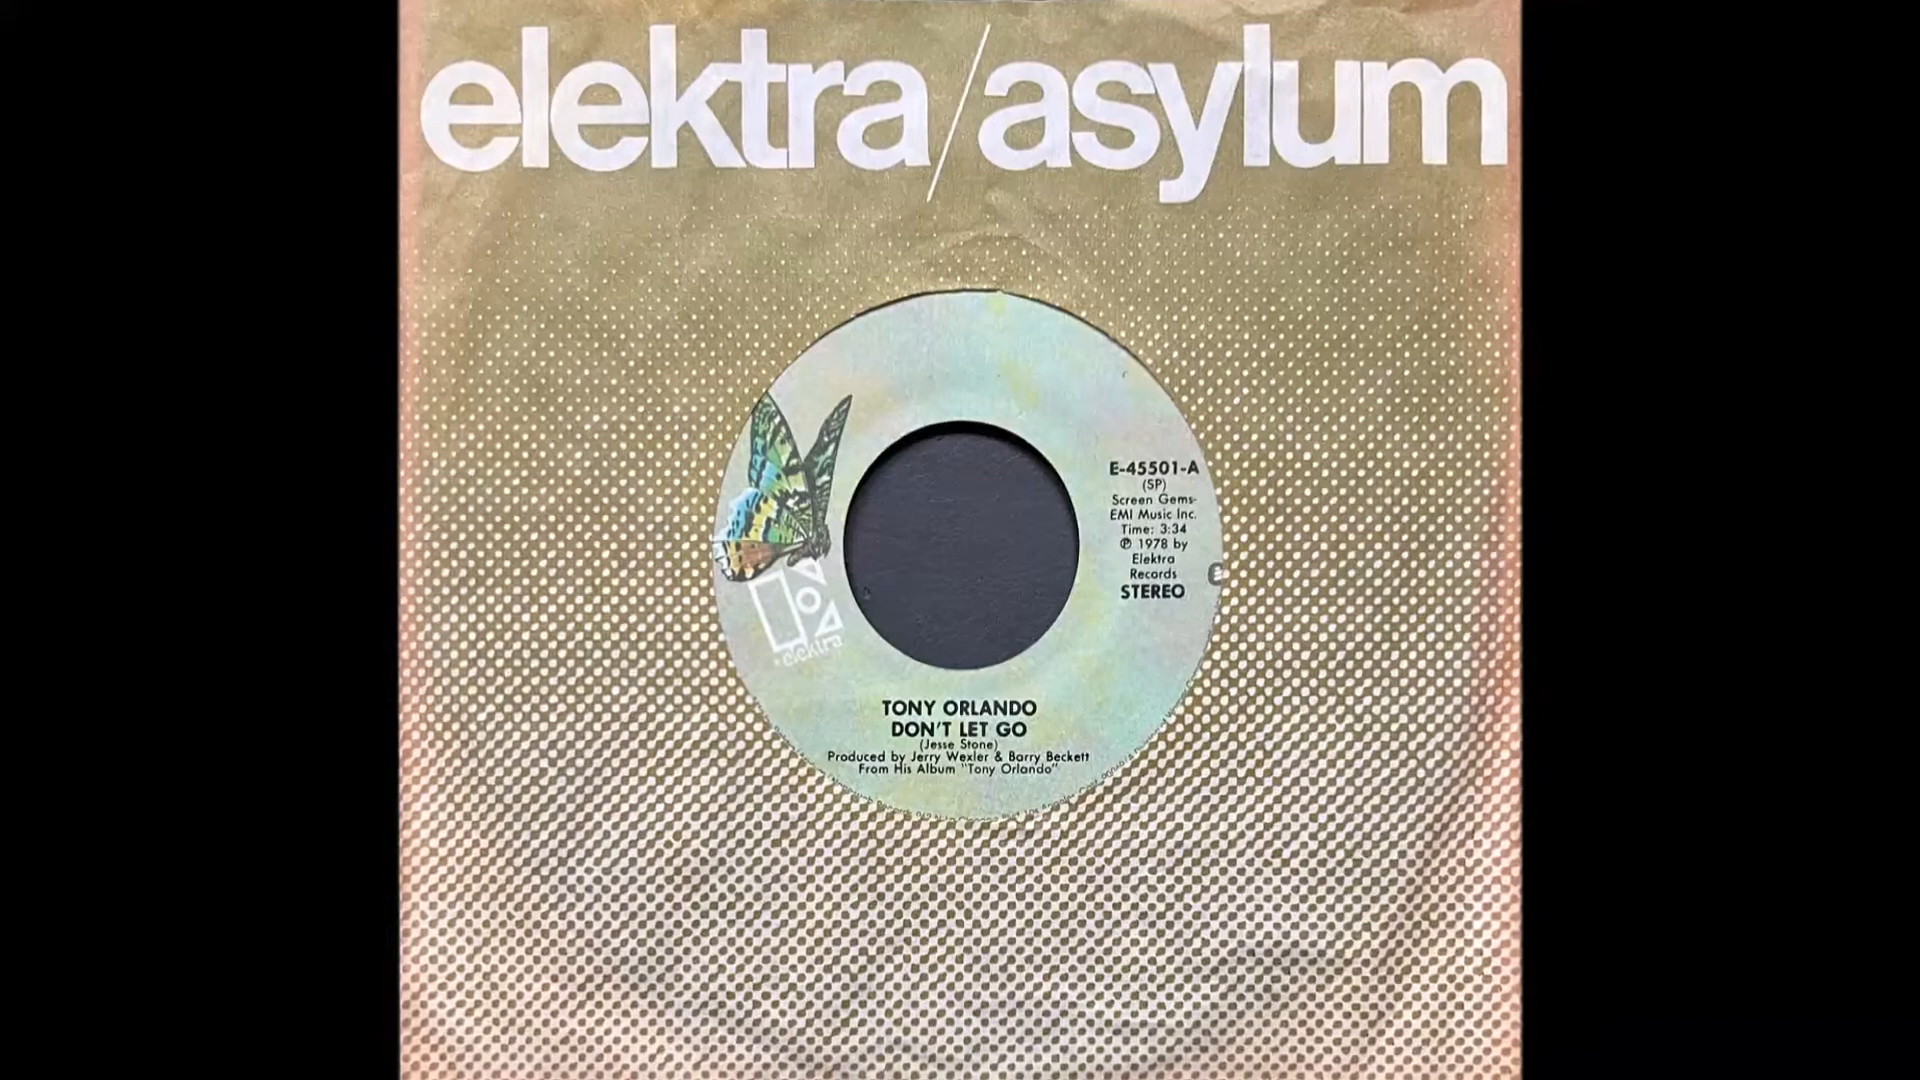 elektra/asylum
E-45501-A
(SP)
Screen Gems-
EMI Music Inc.
Time: 3:34
℗ 1978 by
Elektra
Records
STEREO
elektra
TONY ORLANDO
DON'T LET GO
(Jesse Stone)
Produced by Jerry Wexler & Barry Beckett
From His Album "Tony Orlando"